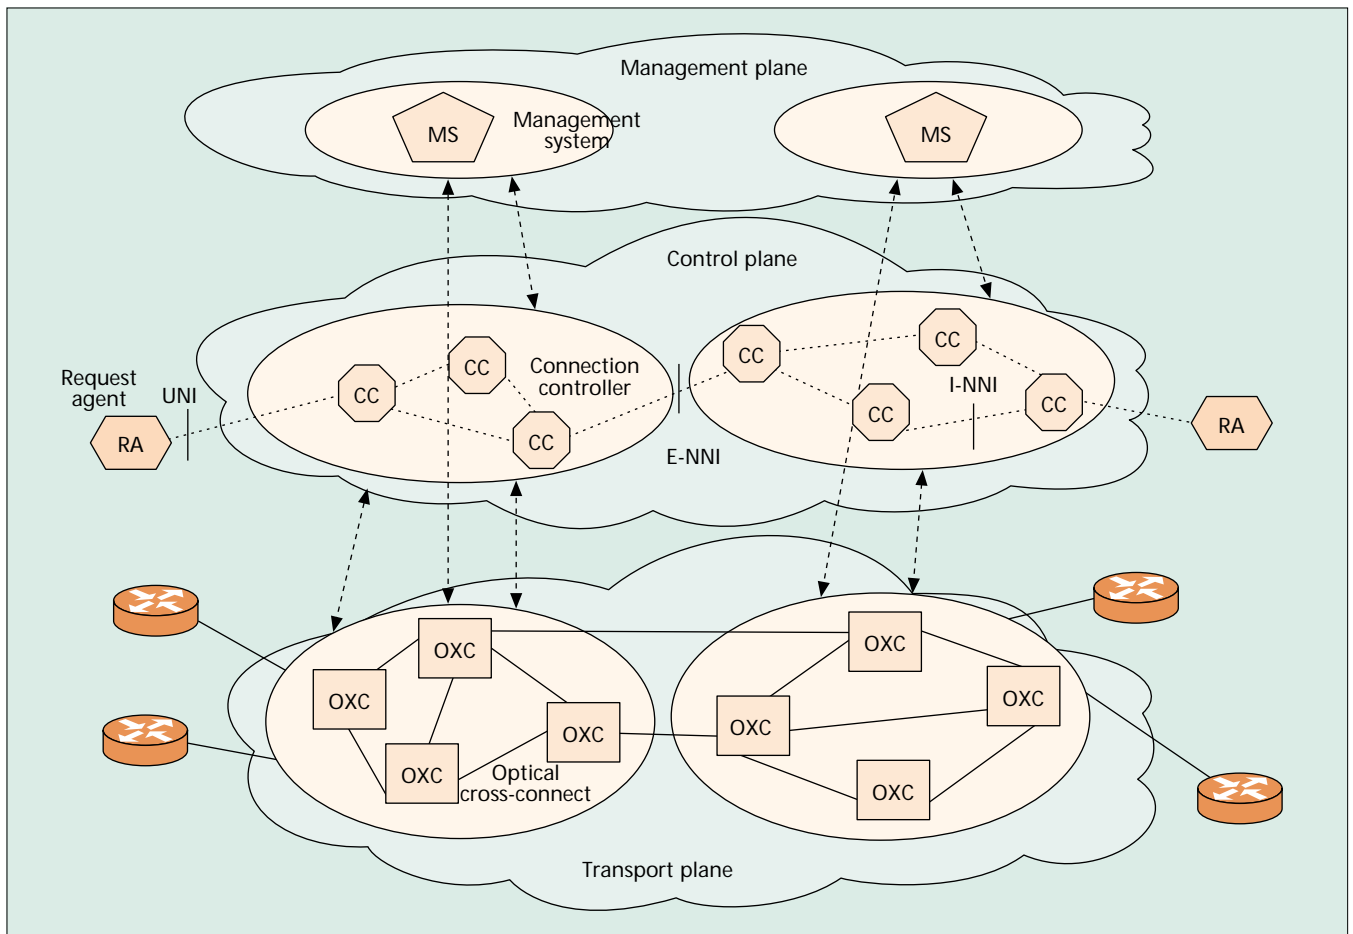 Management plane
MS
Management
system
MS
Control plane
CC
CC
Connection
controller
CC
CC
CC
CC
I-NNI
CC
Request
agent
UNI
RA
E-NNI
RA
OXC
OXC
OXC
OXC
Optical
cross-connect
OXC
OXC
OXC
OXC
Transport plane